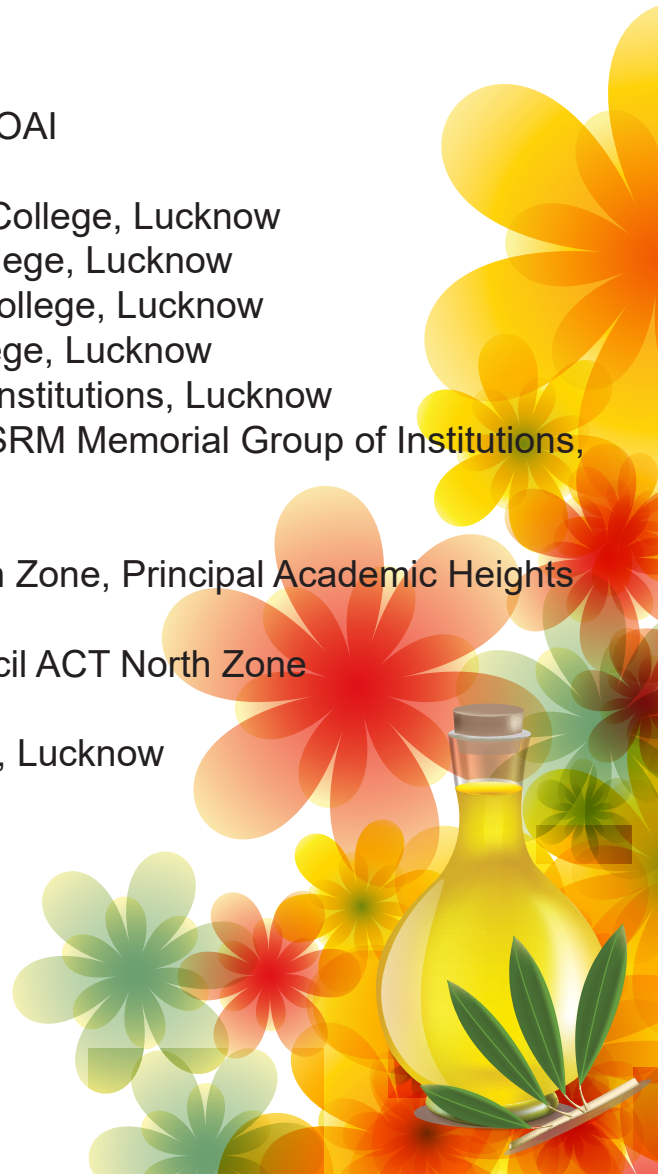 OAI
College, Lucknow
lege, Lucknow
ollege, Lucknow
ege, Lucknow
nstitutions, Lucknow
SRM Memorial Group of Institutions,
Zone, Principal Academic Heights
cil ACT North Zone
, Lucknow